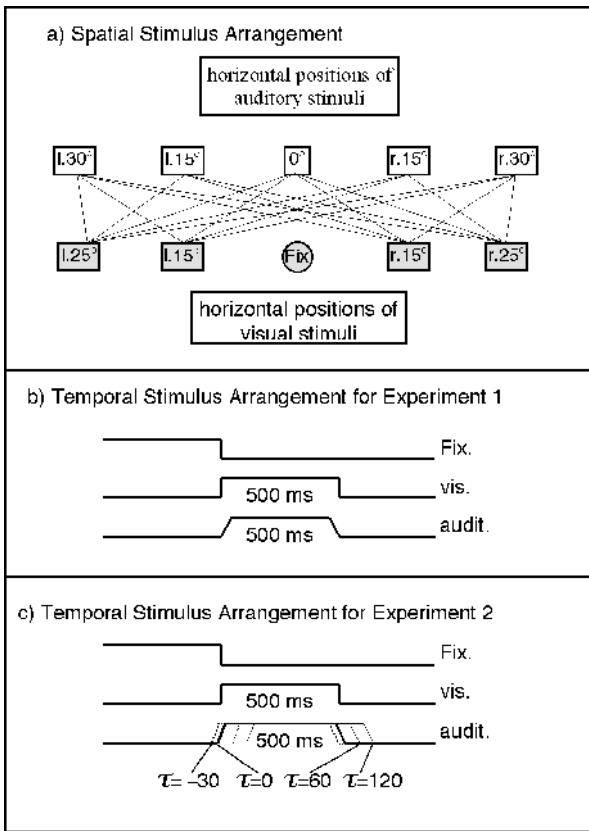 a) Spatial Stimulus Arrangement
horizontal positions of
auditory stimuli
l.30° l.15° 0° r.15° r.30°
l.25° l.15° Fix r.15° r.25°
horizontal positions of
visual stimuli
b) Temporal Stimulus Arrangement for Experiment 1
Fix.
500 ms vis.
500 ms audit.
c) Temporal Stimulus Arrangement for Experiment 2
Fix.
500 ms vis.
500 ms audit.
τ= –30 τ=0 τ=60 τ=120